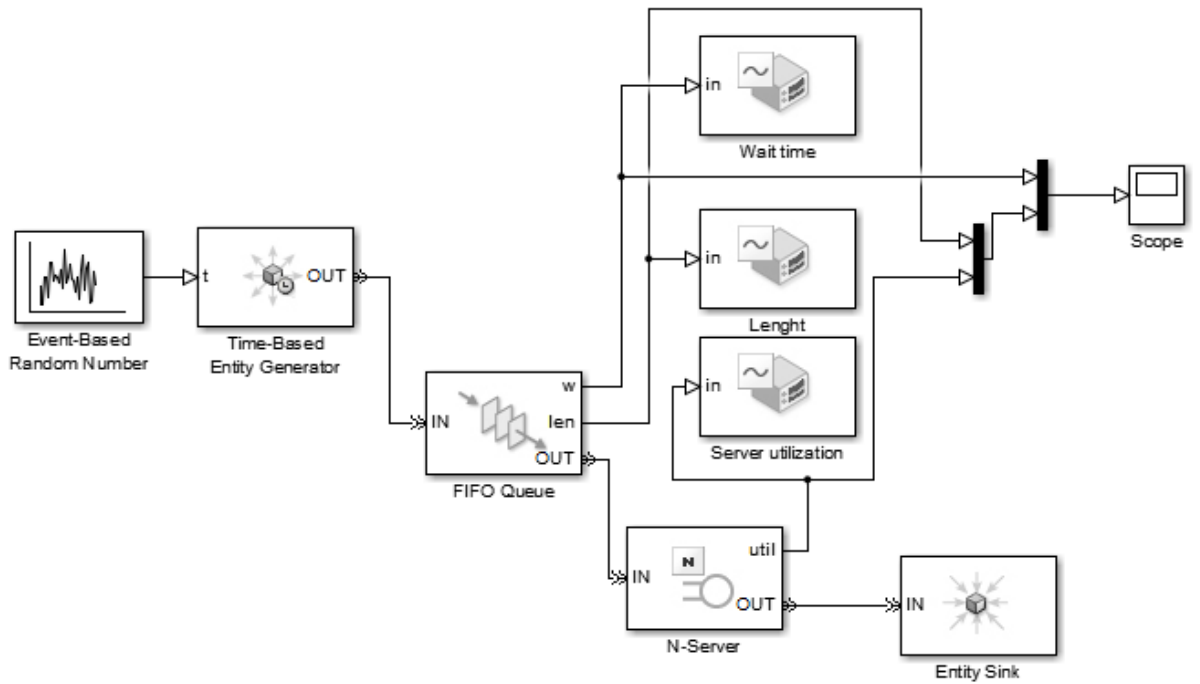 in
Wait time
Scope
in
Lenght
t
OUT
Event-Based
Random Number
Time-Based
Entity Generator
in
Server utilization
IN
w
len
OUT
FIFO Queue
N
IN
util
OUT
N-Server
IN
Entity Sink